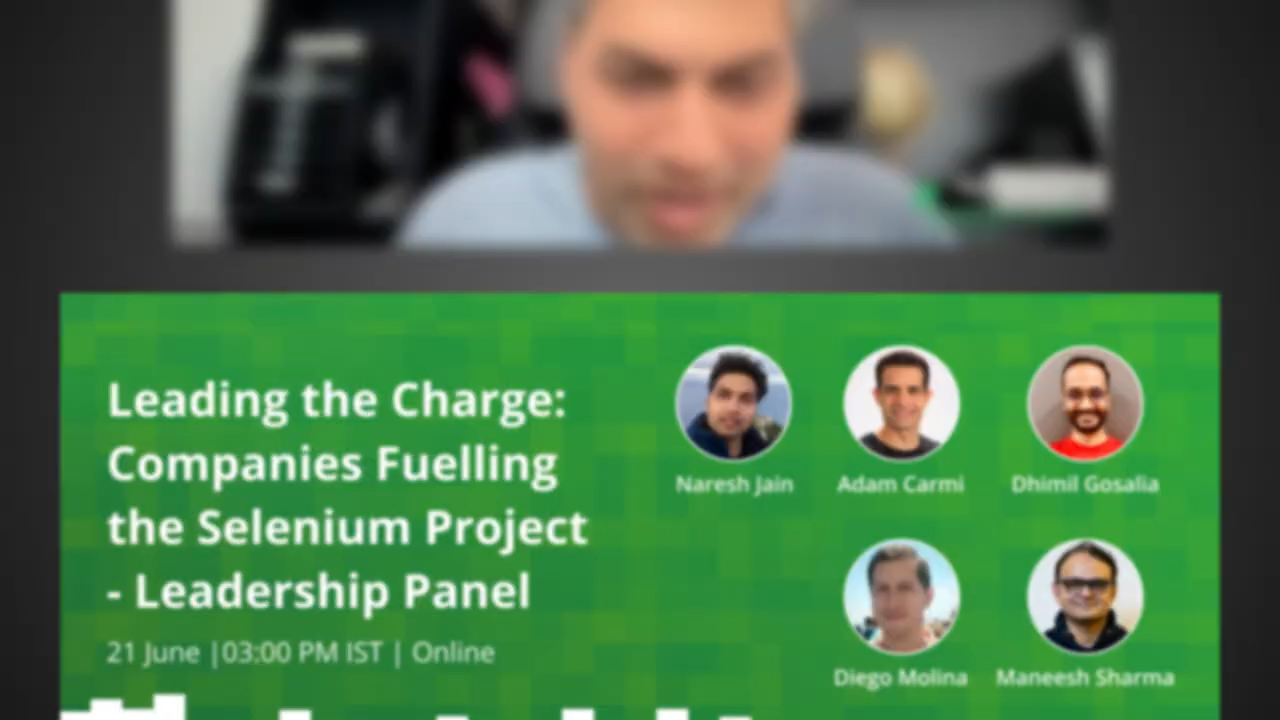 Leading the Charge:
Companies Fuelling
the Selenium Project
- Leadership Panel
21 June |03:00 PM IST | Online
Naresh Jain
Adam Carmi
Dhimil Gosalia
Diego Molina
Maneesh Sharma